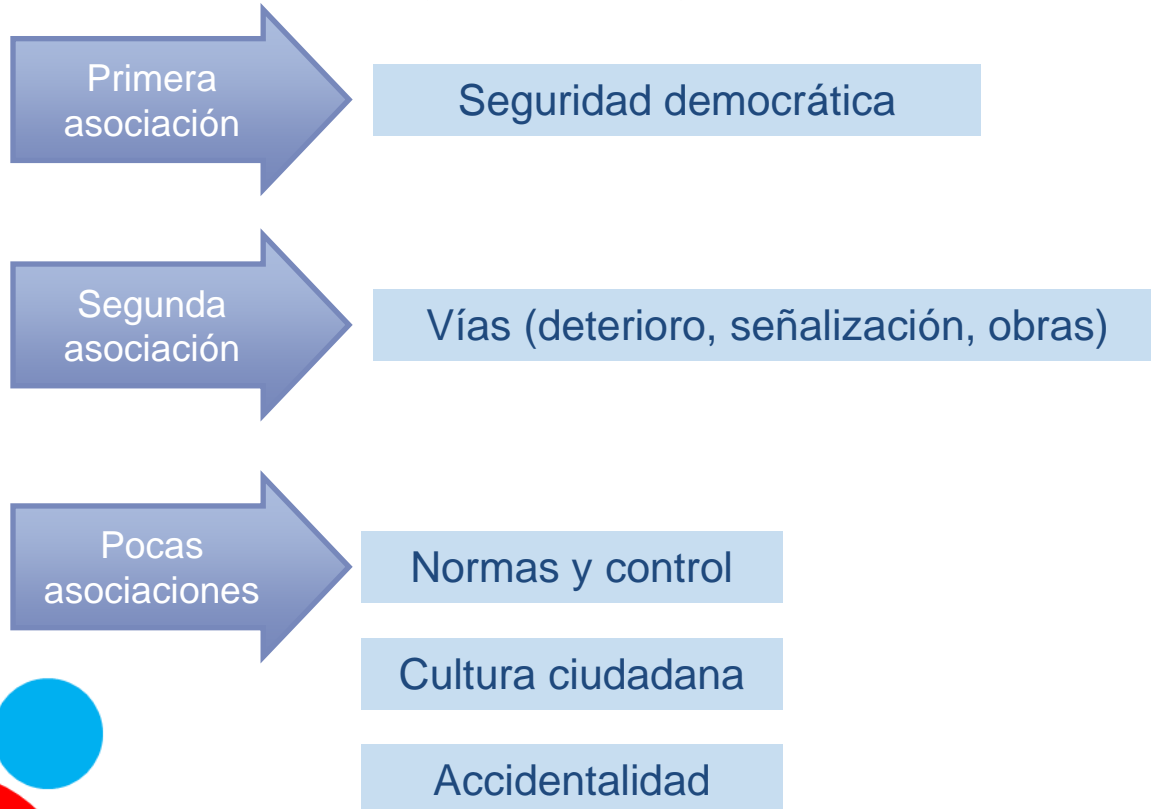 Primera
asociación
Seguridad democrática
Segunda
asociación
Vías (deterioro, señalización, obras)
Pocas
asociaciones
Normas y control
Cultura ciudadana
Accidentalidad